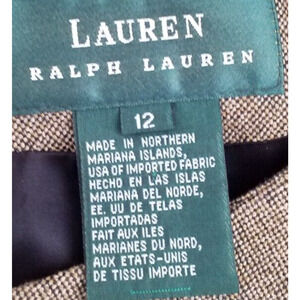 LAUREN
RALPH LAUREN
12
MADE IN NORTHERN
MARIANA ISLANDS,
USA OF IMPORTED FABRIC
HECHO EN LAS ISLAS
MARIANA DEL NORDE,
EE. UU DE TELAS
IMPORTADAS
FAIT AUX ILES
MARIANES DU NORD,
AUX ETATS-UNIS
DE TISSU IMPORTE